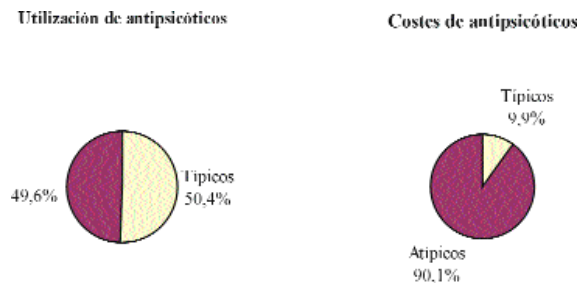 Utilización de antipsicóticos
Costes de antipsicóticos
Típicos
9,9%
49,6%
Típicos
50,4%
Atípicos
90,1%